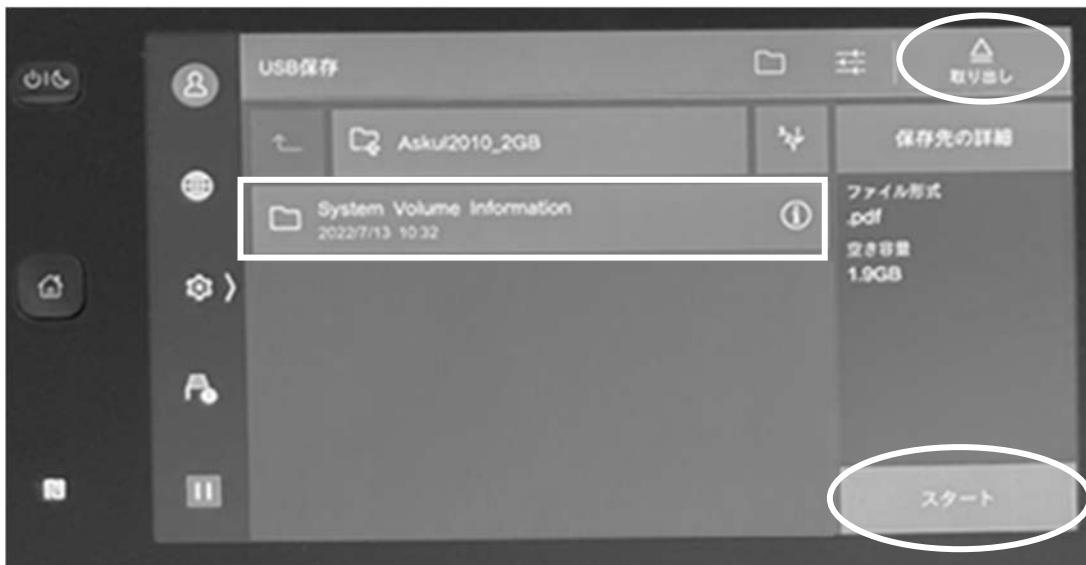 USB保存
取り出し
Askul2010_2GB
保存先の詳細
System Volume Information
2022/7/13 10:32
ファイル形式
.pdf
空き容量
1.9GB
スタート